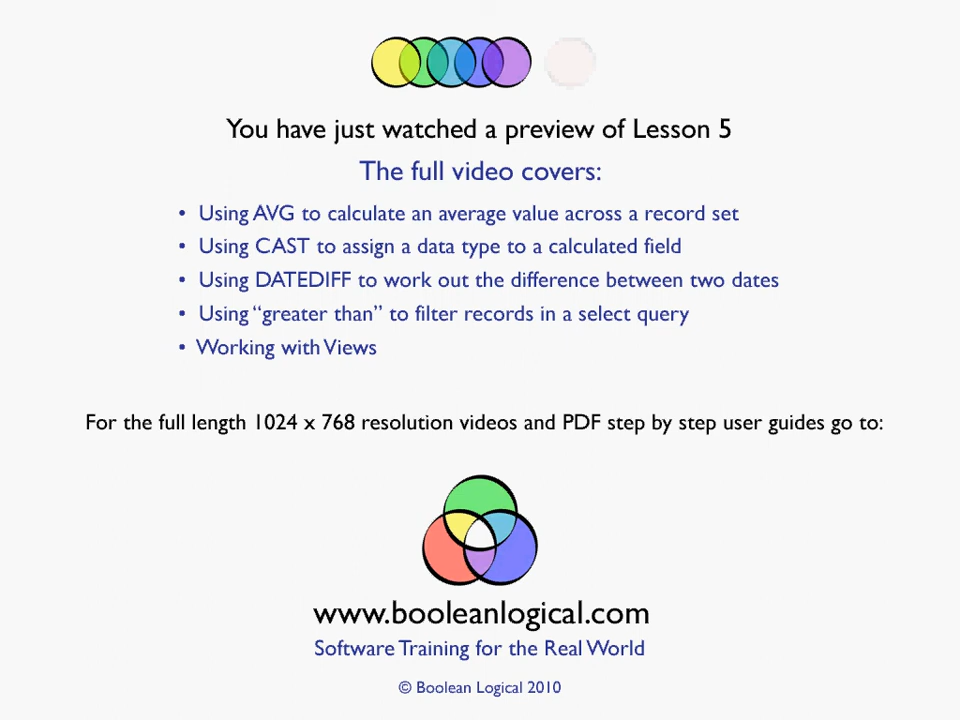 You have just watched a preview of Lesson 5
The full video covers:
• Using AVG to calculate an average value across a record set
• Using CAST to assign a data type to a calculated field
• Using DATEDIFF to work out the difference between two dates
• Using “greater than” to filter records in a select query
• Working with Views
For the full length 1024 x 768 resolution videos and PDF step by step user guides go to:
www.booleanlogical.com
Software Training for the Real World
© Boolean Logical 2010